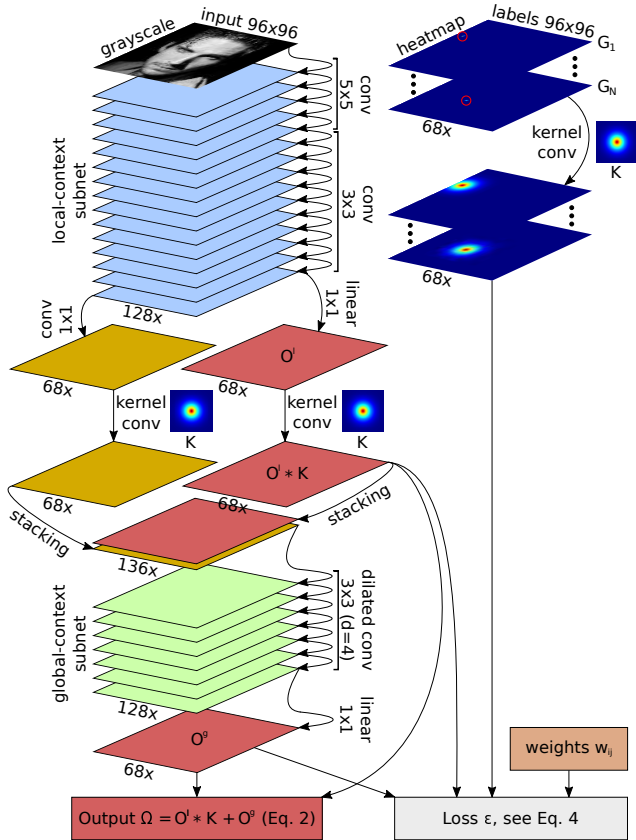 grayscale
input 96x96
conv
5x5
conv
3x3
local-context
subnet
128x
conv
1x1
linear
1x1
68x
Oˡ
68x
kernel
conv
K
kernel
conv
K
68x
Oˡ ∗ K
68x
stacking
stacking
136x
dilated conv
3x3 (d=4)
global-context
subnet
128x
linear
1x1
Oᵍ
68x
Output Ω = Oˡ ∗ K + Oᵍ (Eq. 2)
heatmap
labels 96x96
G₁
G_N
68x
kernel
conv
K
68x
weights w_ij
Loss ε, see Eq. 4